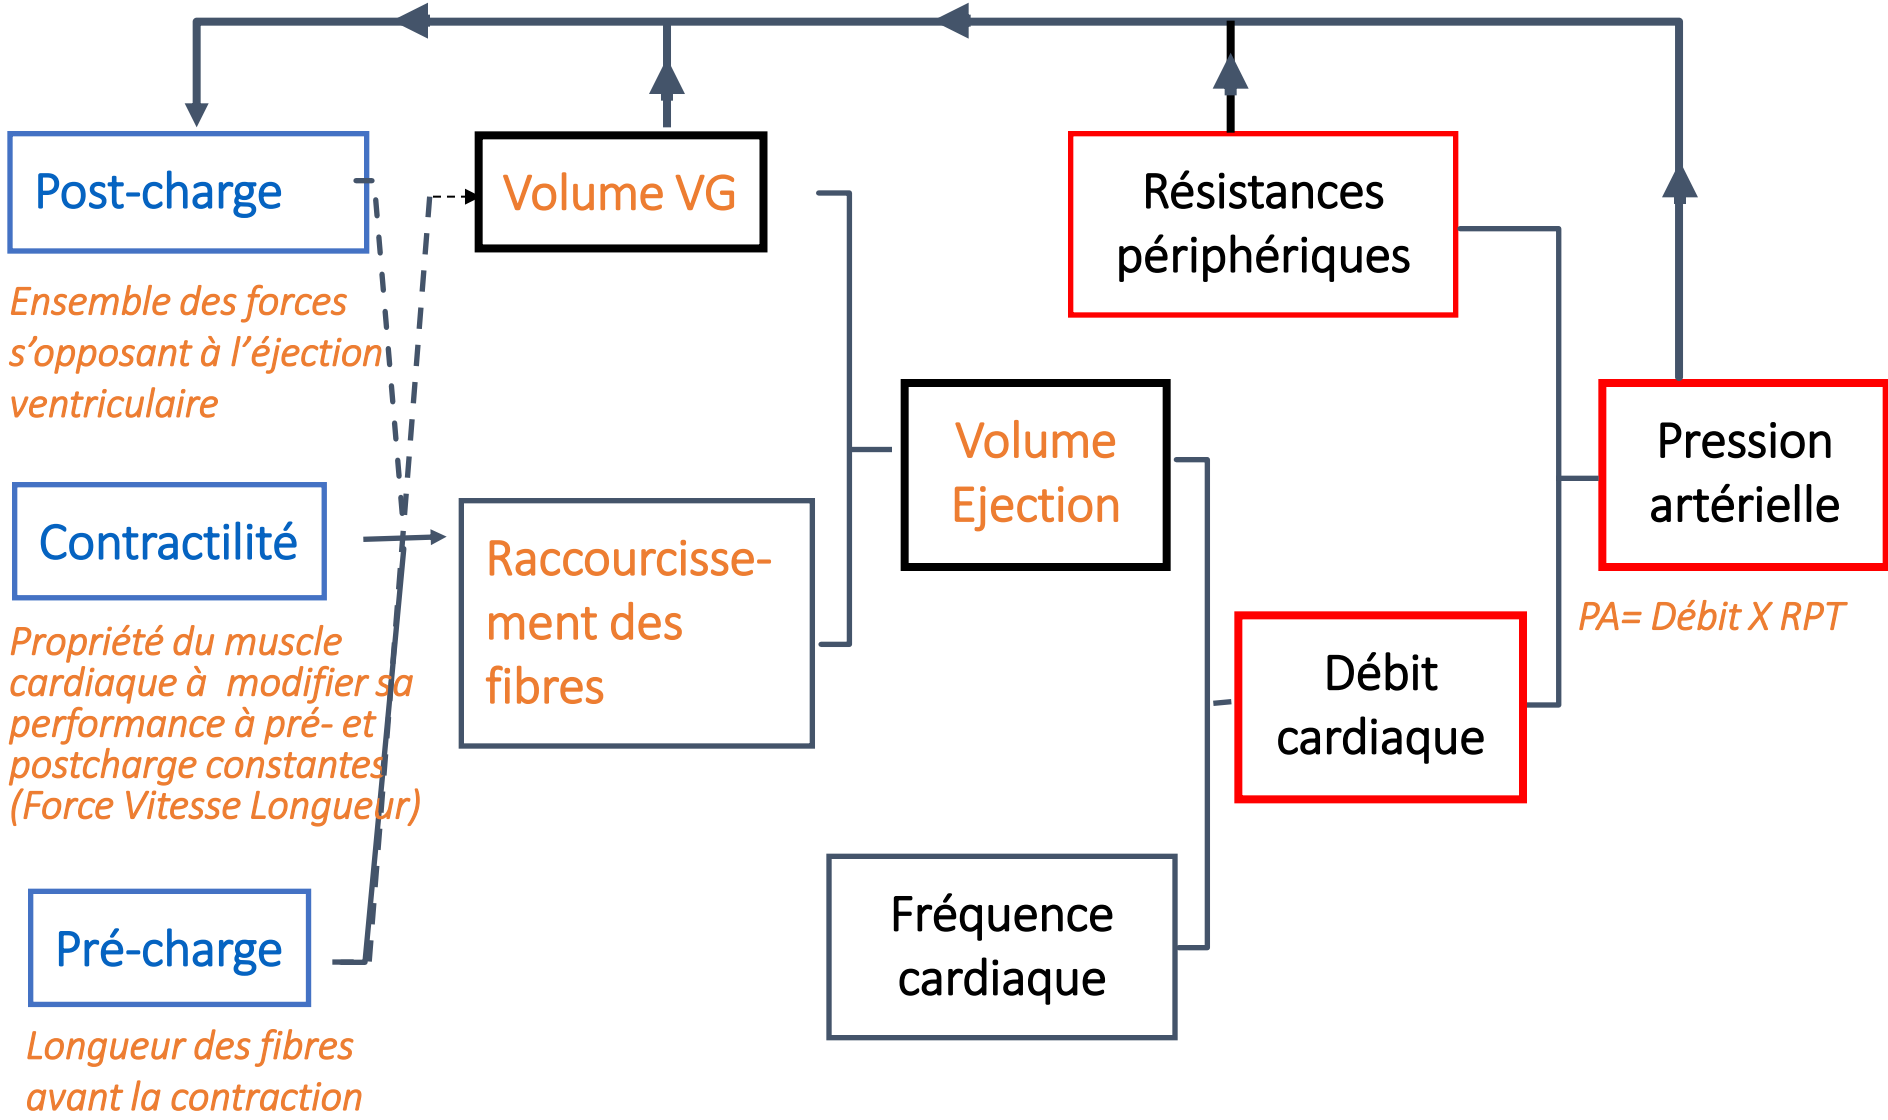 Post-charge
Ensemble des forces
s’opposant à l’éjection
ventriculaire
Contractilité
Propriété du muscle
cardiaque à  modifier sa
performance à pré- et
postcharge constantes
(Force Vitesse Longueur)
Pré-charge
Longueur des fibres
avant la contraction
Volume VG
Raccourcisse-
ment des
fibres
Volume
Ejection
Fréquence
cardiaque
Résistances
périphériques
Débit
cardiaque
Pression
artérielle
PA= Débit X RPT